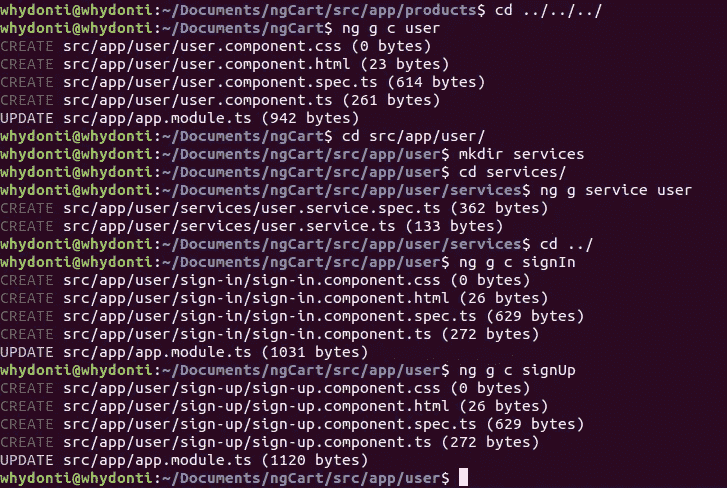 whydonti@whydonti:~/Documents/ngCart/src/app/products$ cd ../../../
whydonti@whydonti:~/Documents/ngCart$ ng g c user
CREATE src/app/user/user.component.css (0 bytes)
CREATE src/app/user/user.component.html (23 bytes)
CREATE src/app/user/user.component.spec.ts (614 bytes)
CREATE src/app/user/user.component.ts (261 bytes)
UPDATE src/app/app.module.ts (942 bytes)
whydonti@whydonti:~/Documents/ngCart$ cd src/app/user/
whydonti@whydonti:~/Documents/ngCart/src/app/user$ mkdir services
whydonti@whydonti:~/Documents/ngCart/src/app/user$ cd services/
whydonti@whydonti:~/Documents/ngCart/src/app/user/services$ ng g service user
CREATE src/app/user/services/user.service.spec.ts (362 bytes)
CREATE src/app/user/services/user.service.ts (133 bytes)
whydonti@whydonti:~/Documents/ngCart/src/app/user/services$ cd ../
whydonti@whydonti:~/Documents/ngCart/src/app/user$ ng g c signIn
CREATE src/app/user/sign-in/sign-in.component.css (0 bytes)
CREATE src/app/user/sign-in/sign-in.component.html (26 bytes)
CREATE src/app/user/sign-in/sign-in.component.spec.ts (629 bytes)
CREATE src/app/user/sign-in/sign-in.component.ts (272 bytes)
UPDATE src/app/app.module.ts (1031 bytes)
whydonti@whydonti:~/Documents/ngCart/src/app/user$ ng g c signUp
CREATE src/app/user/sign-up/sign-up.component.css (0 bytes)
CREATE src/app/user/sign-up/sign-up.component.html (26 bytes)
CREATE src/app/user/sign-up/sign-up.component.spec.ts (629 bytes)
CREATE src/app/user/sign-up/sign-up.component.ts (272 bytes)
UPDATE src/app/app.module.ts (1120 bytes)
whydonti@whydonti:~/Documents/ngCart/src/app/user$